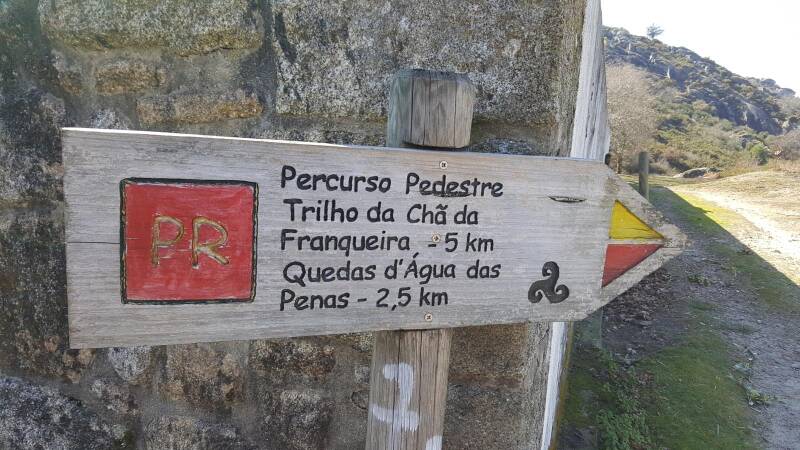 PR
Percurso Pedestre
Trilho da Chã da
Franqueira - 5 km
Quedas d'Água das
Penas - 2,5 km